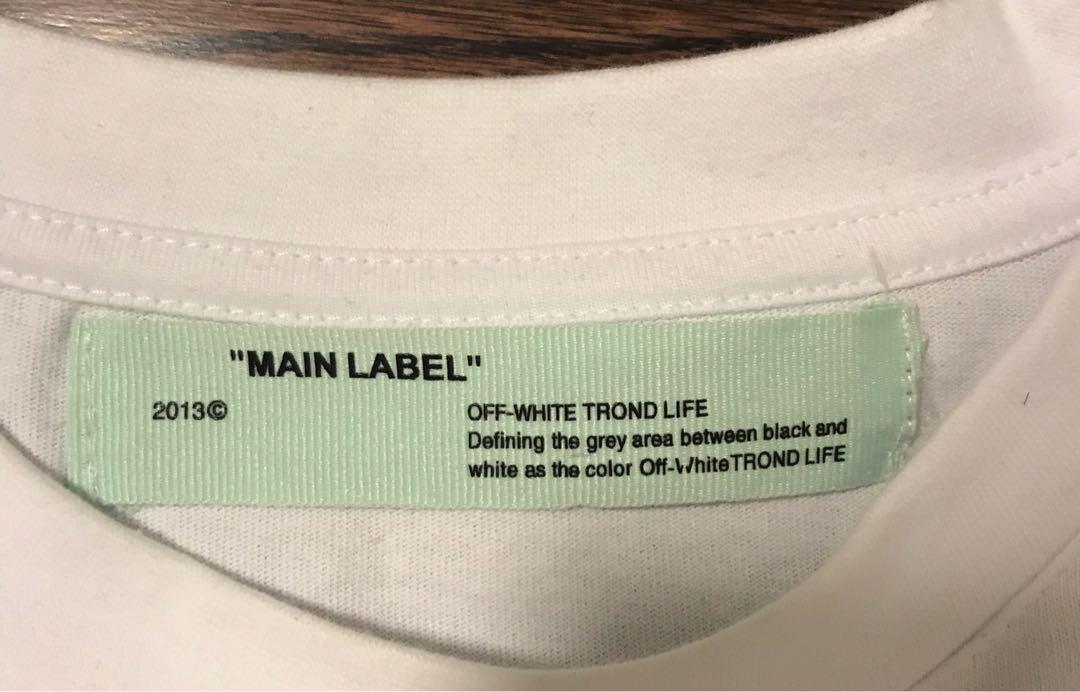 "MAIN LABEL"
2013©
OFF-WHITE TROND LIFE
Defining the grey area between black and
white as the color Off-WhiteTROND LIFE